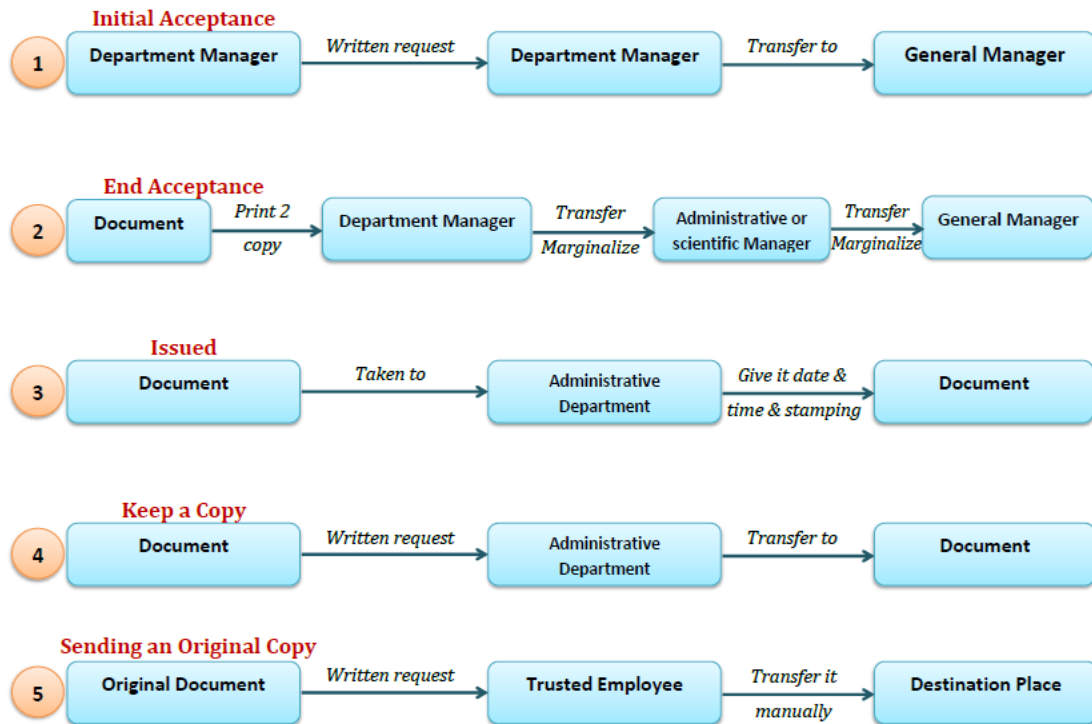 Initial Acceptance
1
Department Manager
Written request
Department Manager
Transfer to
General Manager
End Acceptance
2
Document
Print 2
copy
Department Manager
Transfer
Marginalize
Administrative or
scientific Manager
Transfer
Marginalize
General Manager
Issued
3
Document
Taken to
Administrative
Department
Give it date &
time & stamping
Document
Keep a Copy
4
Document
Written request
Administrative
Department
Transfer to
Document
Sending an Original Copy
5
Original Document
Written request
Trusted Employee
Transfer it
manually
Destination Place